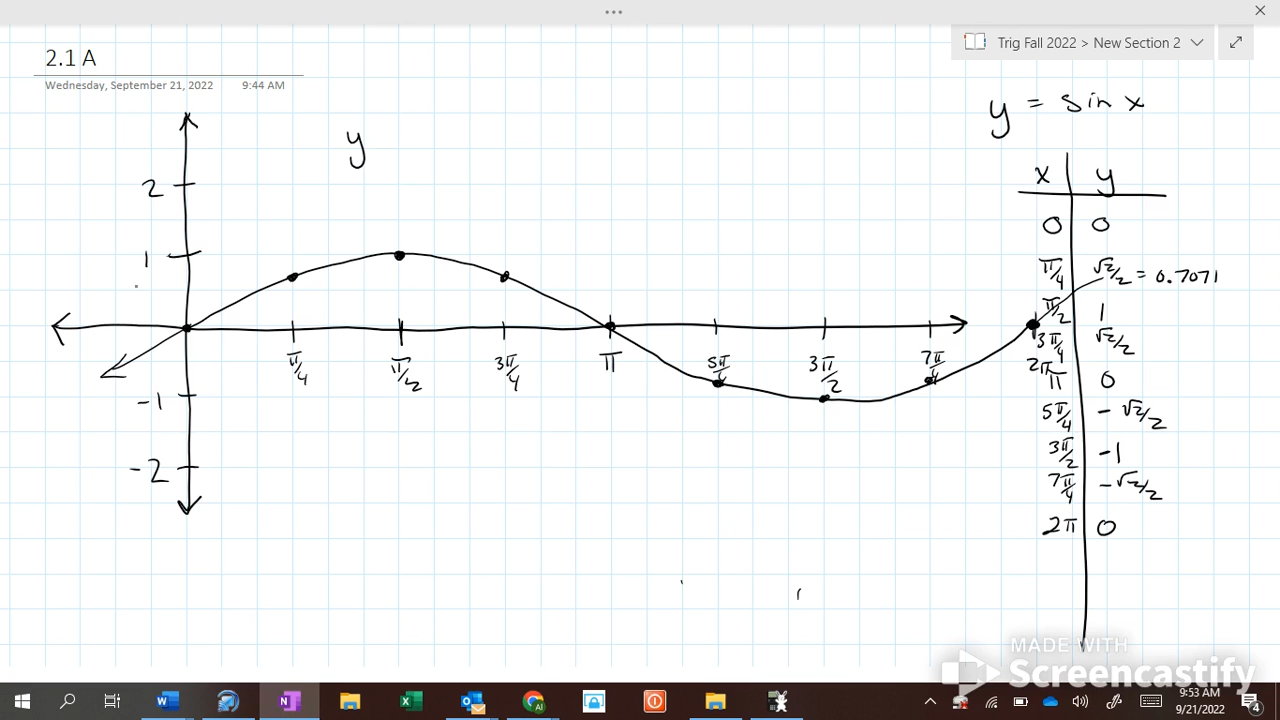 2.1 A
Wednesday, September 21, 2022 9:44 AM
Trig Fall 2022 > New Section 2
y = sin x
y
2
1
-1
-2
π/4
π/2
3π/4
π
5π/4
3π/2
7π/4
2π
x y
0 0
π/4 √2/2 = 0.7071
π/2 1
3π/4 √2/2
π 0
5π/4 -√2/2
3π/2 -1
7π/4 -√2/2
2π 0
MADE WITH
Screencastify
9:53 AM
9/21/2022
4